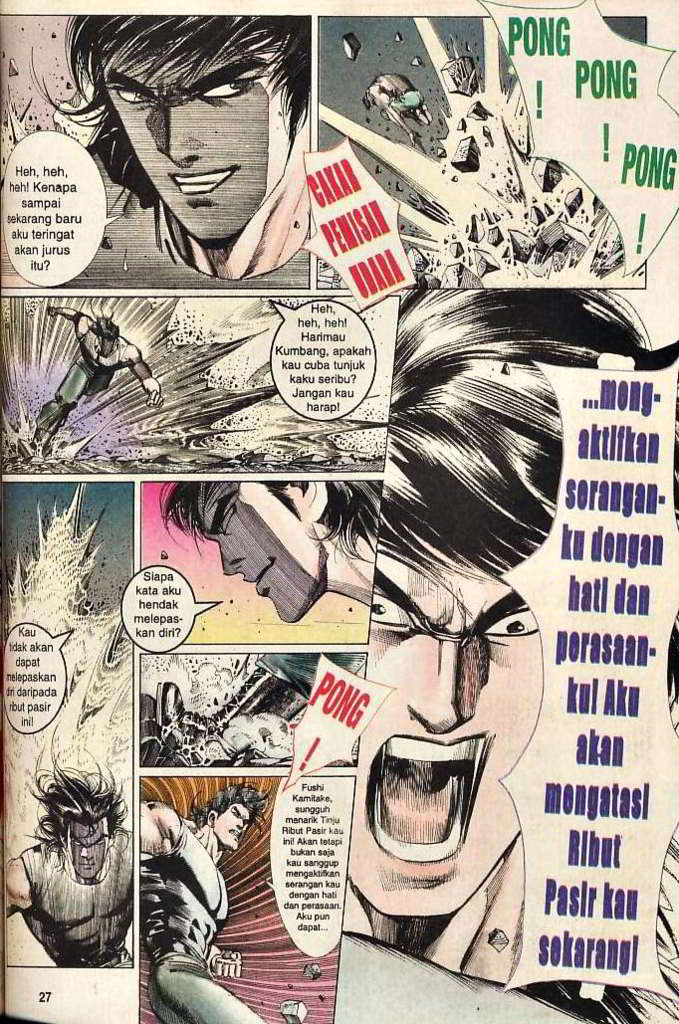 Heh, heh,
heh! Kenapa
sampai
sekarang baru
aku teringat
akan jurus
itu?
CAKAR
PEMISAH
UDARA
PONG
!
PONG
!
PONG
!
Heh,
heh, heh!
Harimau
Kumbang, apakah
kau cuba tunjuk
kaku seribu?
Jangan kau
harap!
Kau
tidak akan
dapat
melepaskan
diri daripada
ribut pasir
ini!
Siapa
kata aku
hendak
melepas-
kan diri?
PONG
!
Fushi
Kamitake,
sungguh
menarik Tinju
Ribut Pasir kau
ini! Akan tetapi
bukan saja
kau sanggup
mengaktifkan
serangan kau
dengan hati
dan perasaan.
Aku pun
dapat...
...meng-
aktifkan
serangan-
ku dengan
hati dan
perasaan-
ku! Aku
akan
mengatasi
Ribut
Pasir kau
sekarang!
27